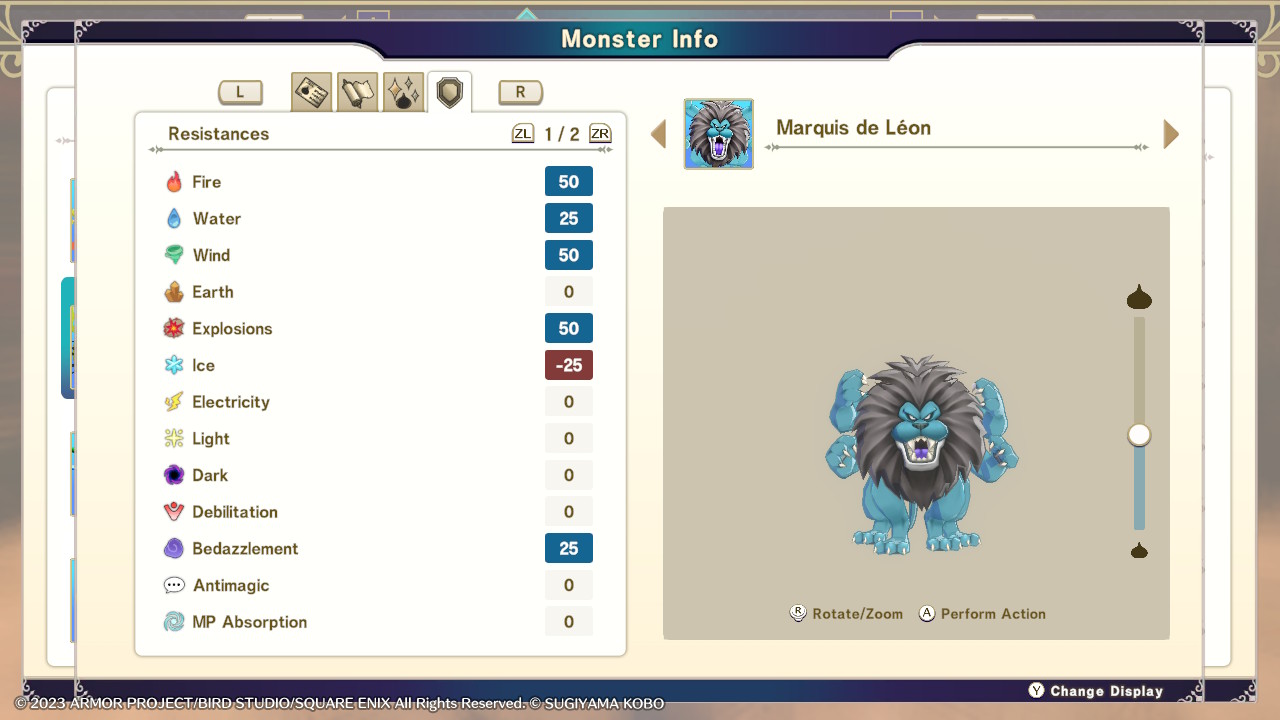 Monster Info
L
R
Resistances
ZL 1 / 2 ZR
Fire 50
Water 25
Wind 50
Earth 0
Explosions 50
Ice -25
Electricity 0
Light 0
Dark 0
Debilitation 0
Bedazzlement 25
Antimagic 0
MP Absorption 0
Marquis de Léon
R Rotate/Zoom A Perform Action
Y Change Display
© 2023 ARMOR PROJECT/BIRD STUDIO/SQUARE ENIX All Rights Reserved. © SUGIYAMA KOBO